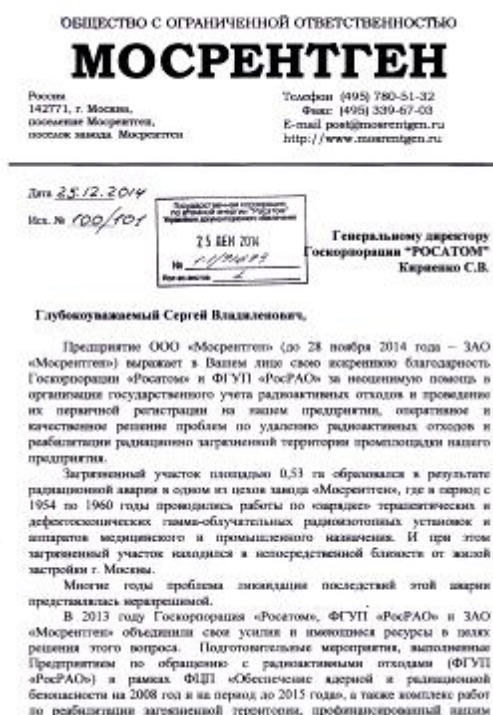 ОБЩЕСТВО С ОГРАНИЧЕННОЙ ОТВЕТСТВЕННОСТЬЮ
МОСРЕНТГЕН
Россия
142771, г. Москва,
поселение Мосрентген,
поселок завода Мосрентген
Телефон (495) 780-51-32
Факс (495) 339-67-03
E-mail post@mosrentgen.ru
http://www.mosrentgen.ru
Дата 25.12.2014
Исх. № 100/101
Государственная корпорация
по атомной энергии "Росатом"
25 ДЕК 2014
№
Генеральному директору
Госкорпорации "РОСАТОМ"
Кириенко С.В.
Глубокоуважаемый Сергей Владиленович,
Предприятие ООО «Мосрентген» (до 28 ноября 2014 года – ЗАО
«Мосрентген») выражает в Вашем лице свою искреннюю благодарность
Госкорпорации «Росатом» и ФГУП «РосРАО» за неоценимую помощь в
организации государственного учета радиоактивных отходов и проведение
их первичной регистрации на нашем предприятии, оперативное и
качественное решение проблем по удалению радиоактивных отходов и
реабилитации радиационно загрязненной территории промплощадки нашего
предприятия.
Загрязненный участок площадью 0,53 га образовался в результате
радиационной аварии в одном из цехов завода «Мосрентген», где в период с
1954 по 1960 годы проводились работы по «зарядке» терапевтических и
дефектоскопических гамма-облучательных радиоизотопных установок и
аппаратов медицинского и промышленного назначения. И при этом
загрязненный участок находился в непосредственной близости от жилой
застройки г. Москвы.
Многие годы проблема ликвидации последствий этой аварии
представлялась неразрешимой.
В 2013 году Госкорпорация «Росатом», ФГУП «РосРАО» и ЗАО
«Мосрентген» объединили свои усилия и имеющиеся ресурсы в целях
решения этого вопроса. Подготовительные мероприятия, выполненные
Предприятием по обращению с радиоактивными отходами (ФГУП
«РосРАО») в рамках ФЦП «Обеспечение ядерной и радиационной
безопасности на 2008 год и на период до 2015 года», а также комплекс работ
по реабилитации загрязненной территории, профинансированный нашим